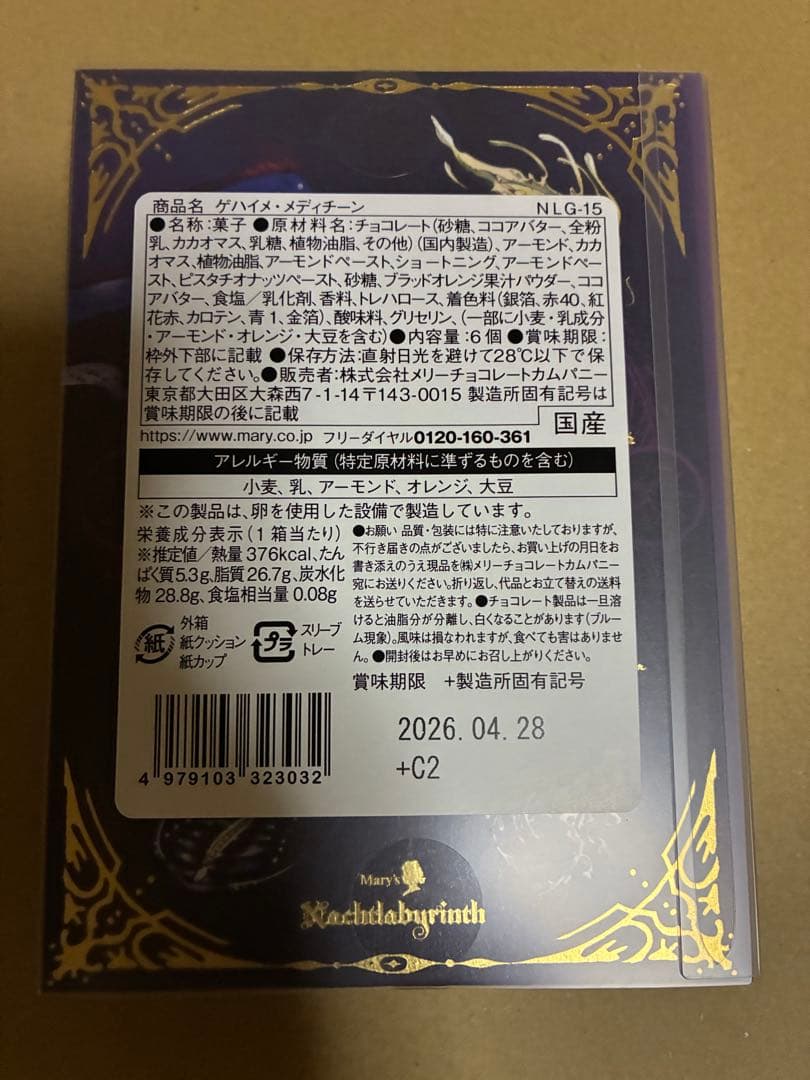 商品名 ゲハイメ・メディチーン NLG-15
●名称:菓子 ●原材料名:チョコレート(砂糖、ココアバター、全粉
乳、カカオマス、乳糖、植物油脂、その他)(国内製造)、アーモンド、カカ
オマス、植物油脂、アーモンドペースト、ショートニング、アーモンドペー
スト、ピスタチオナッツペースト、砂糖、ブラッドオレンジ果汁パウダー、ココ
アバター、食塩/乳化剤、香料、トレハロース、着色料(銀箔、赤40、紅
花赤、カロテン、青1、金箔)、酸味料、グリセリン、(一部に小麦・乳成分
・アーモンド・オレンジ・大豆を含む)●内容量:6個 ●賞味期限:
枠外下部に記載 ●保存方法:直射日光を避けて28℃以下で保
存してください。●販売者:株式会社メリーチョコレートカムパニー
東京都大田区大森西7-1-14〒143-0015 製造所固有記号は
賞味期限の後に記載
国産
https://www.mary.co.jp フリーダイヤル0120-160-361
アレルギー物質(特定原材料に準ずるものを含む)
小麦、乳、アーモンド、オレンジ、大豆
※この製品は、卵を使用した設備で製造しています。
栄養成分表示(1箱当たり)
※推定値/熱量 376kcal、たん
ぱく質5.3g、脂質26.7g、炭水化
物28.8g、食塩相当量0.08g
●お願い 品質・包装には特に注意いたしておりますが、
不行き届きの点がございましたら、お買い上げの月日をお
書き添えのうえ現品を㈱メリーチョコレートカムパニー
宛にお送りください。折り返し、代品とお立て替えの送料
を送らせていただきます。●チョコレート製品は一旦溶
けると油脂分が分離し、白くなることがあります(ブルー
ム現象)。風味は損なわれますが、食べても害はありませ
ん。●開封後はお早めにお召し上がりください。
紙
外箱
紙クッション
紙カップ
プラ
スリーブ
トレー
賞味期限 +製造所固有記号
2026.04.28
+C2
4 979103 323032
Mary's
Nachtlabyrinth